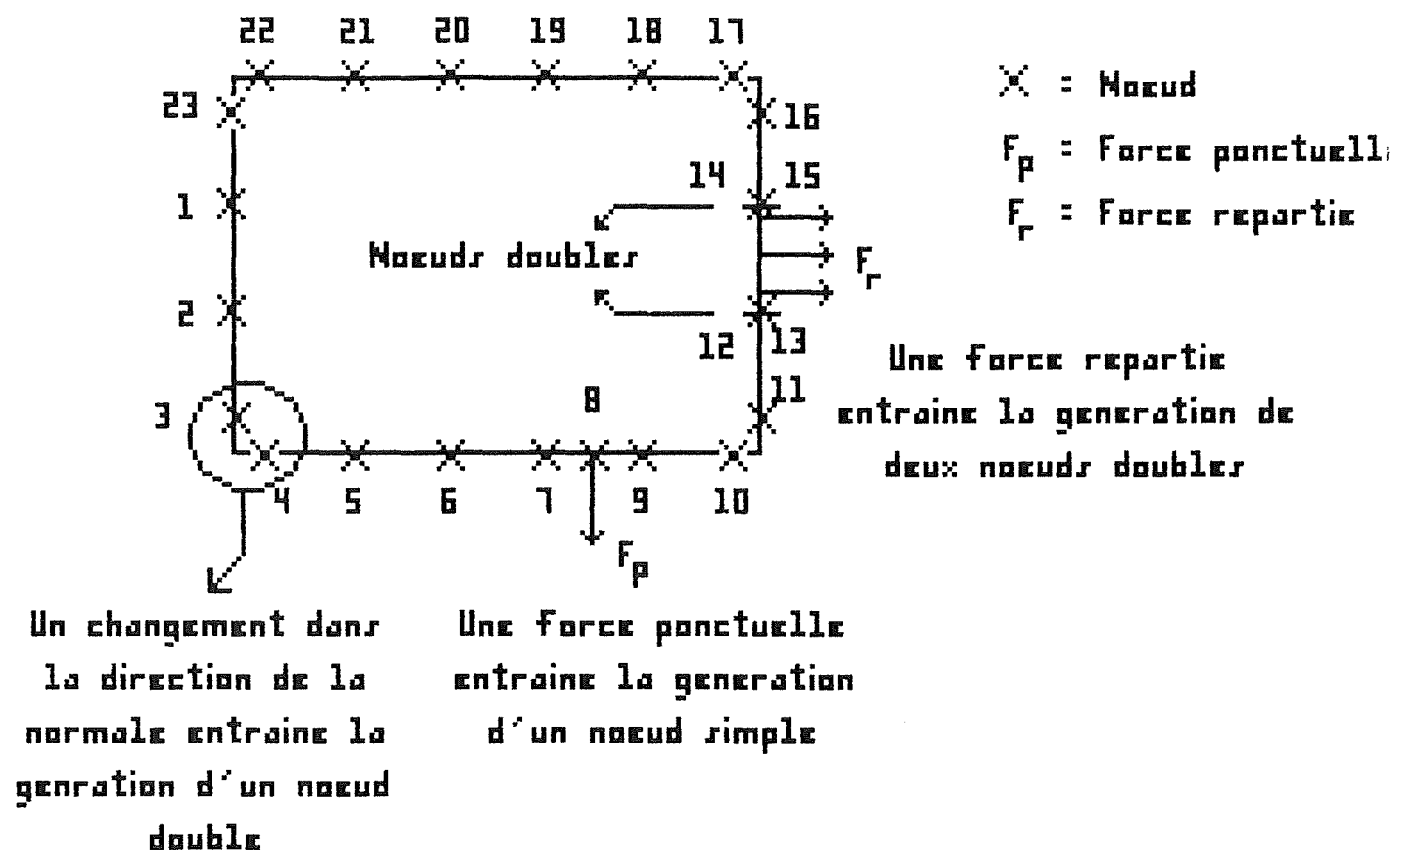 22 21 20 19 18 17
23
16
14 15
1
Noeuds doubles
F
r
2
12 13
11
3
8
4 5 6 7 9 10
F
p
= Noeud
Fp = Force ponctuell
Fr = Force repartie
Une force repartie
entraine la generation de
deux noeuds doubles
Un changement dans
la direction de la
normale entraine la
genration d'un noeud
double
Une force ponctuelle
entraine la generation
d'un noeud simple